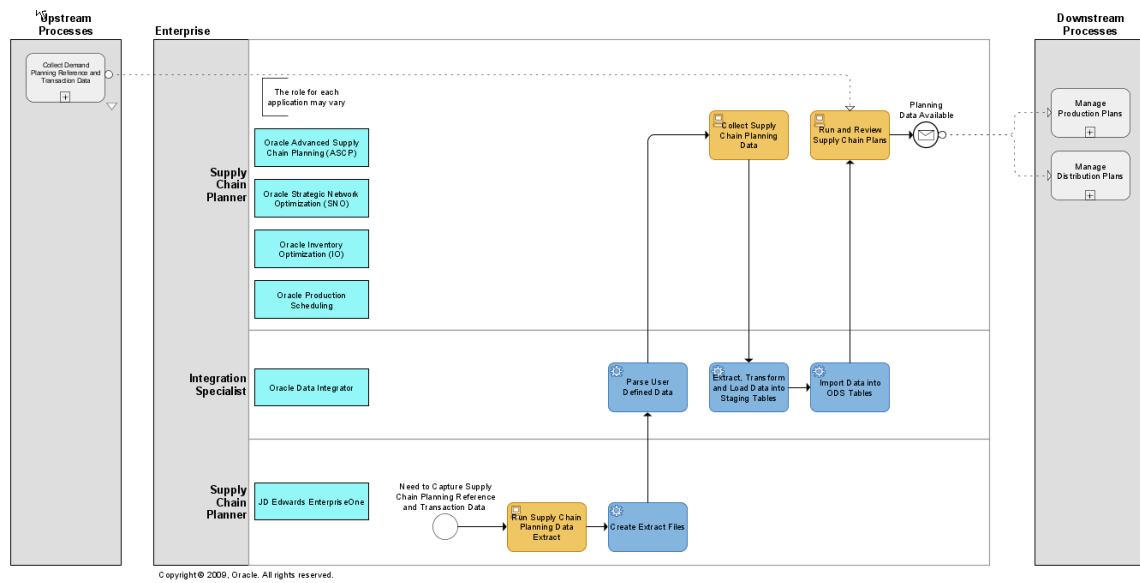 Upstream
Processes
Enterprise
Downstream
Processes
Collect Demand
Planning Reference and
Transaction Data
The role for each
application may vary
Oracle Advanced Supply
Chain Planning (ASCP)
Oracle Strategic Network
Optimization (SNO)
Oracle Inventory
Optimization (IO)
Oracle Production
Scheduling
Supply
Chain
Planner
Collect Supply
Chain Planning
Data
Run and Review
Supply Chain Plans
Planning
Data Available
Manage
Production Plans
Manage
Distribution Plans
Integration
Specialist
Oracle Data Integrator
Parse User
Defined Data
Extract, Transform
and Load Data into
Staging Tables
Import Data into
ODS Tables
Supply
Chain
Planner
JD Edwards EnterpriseOne
Need to Capture Supply
Chain Planning Reference
and Transaction Data
Run Supply Chain
Planning Data
Extract
Create Extract Files
Copyright © 2009, Oracle. All rights reserved.